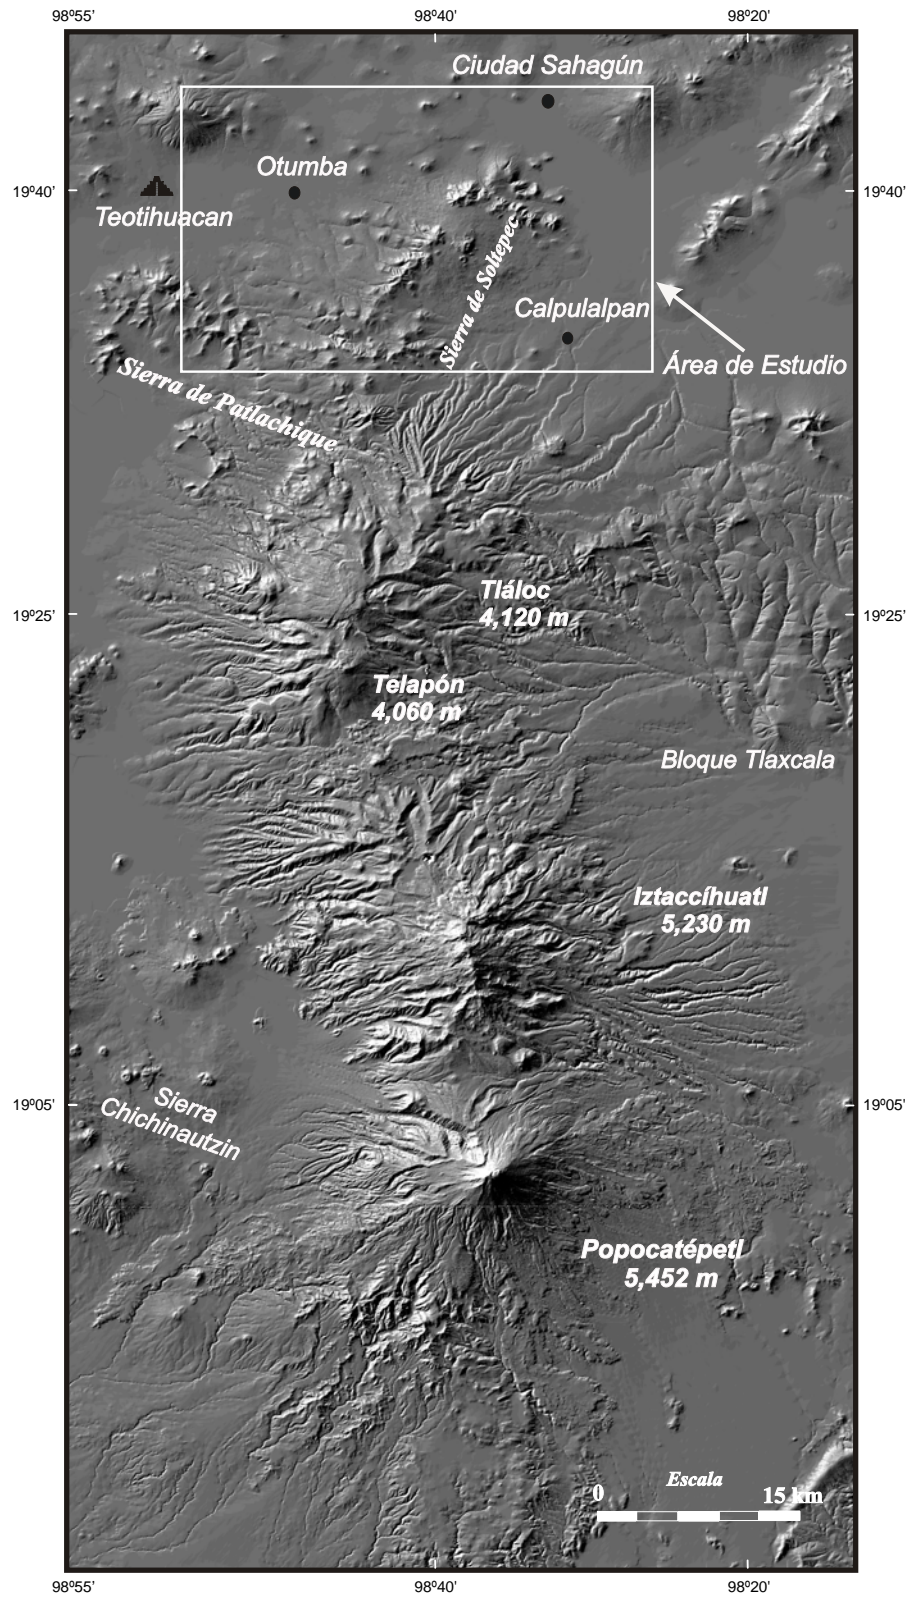 98º55'
98º40'
98º20'
Ciudad Sahagún
Otumba
19º40'
19º40'
Teotihuacan
Sierra de Soltepec
Calpulalpan
Área de Estudio
Sierra de Patlachique
Tláloc
4,120 m
19º25'
19º25'
Telapón
4,060 m
Bloque Tlaxcala
Iztaccíhuatl
5,230 m
19º05'
19º05'
Sierra
Chichinautzin
Popocatépetl
5,452 m
Escala
0
15 km
98º55'
98º40'
98º20'